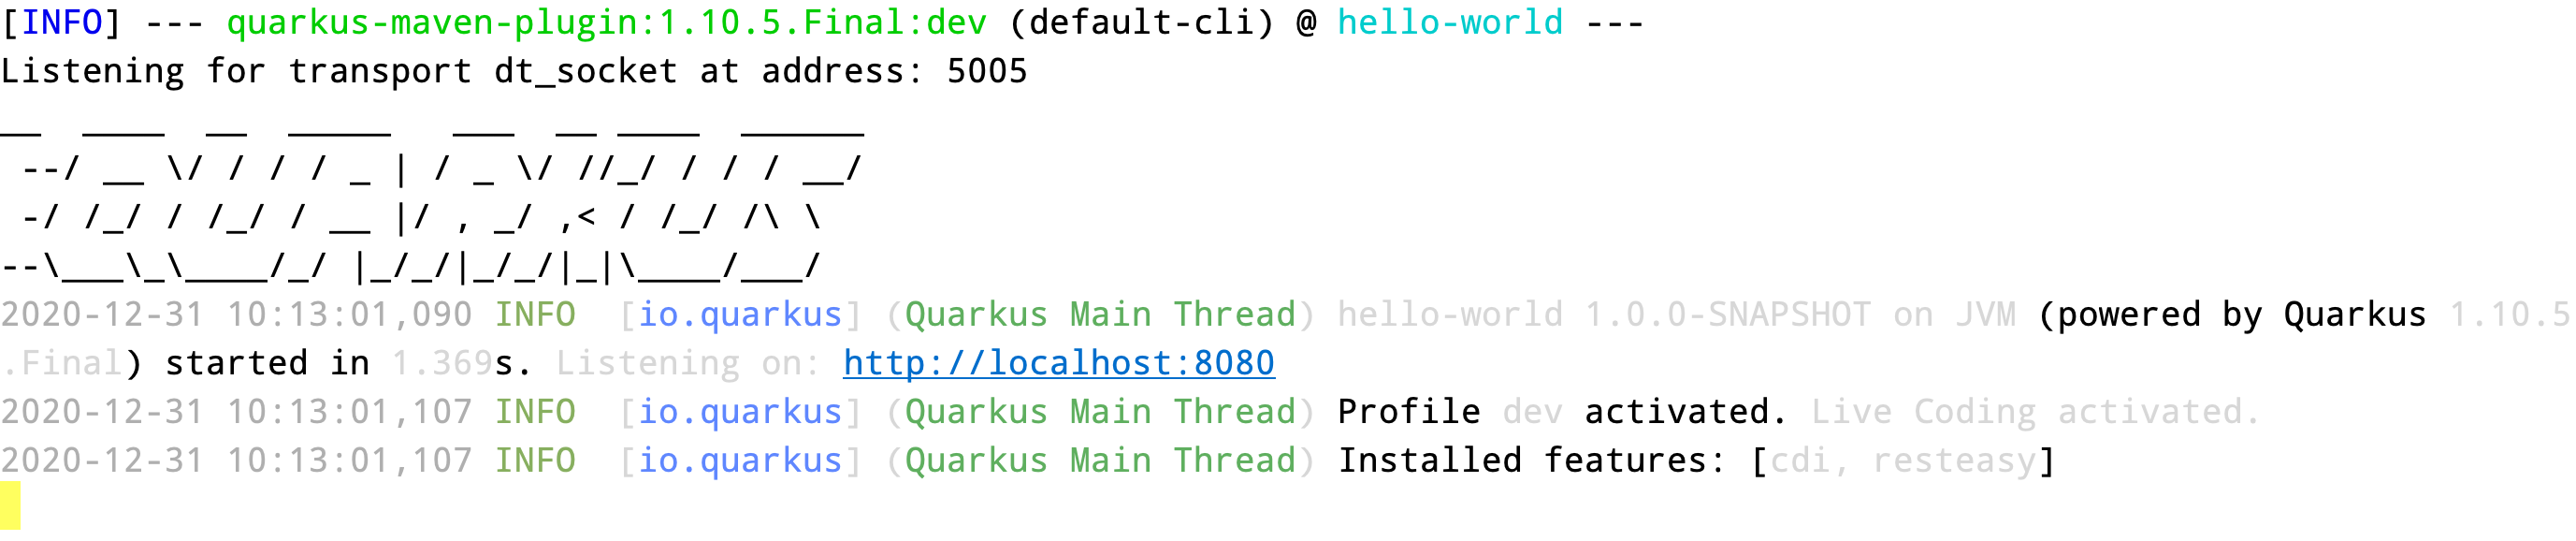 [INFO] --- quarkus-maven-plugin:1.10.5.Final:dev (default-cli) @ hello-world ---
Listening for transport dt_socket at address: 5005
__  ____  __  _____   ___  __ ____  ______
 --/ __ \/ / / / _ | / _ \/ //_/ / / / __/
 -/ /_/ / /_/ / __ |/ , _/ ,< / /_/ /\ \
--\___\_\____/_/ |_/_/|_/_/|_|\____/___/
2020-12-31 10:13:01,090 INFO  [io.quarkus] (Quarkus Main Thread) hello-world 1.0.0-SNAPSHOT on JVM (powered by Quarkus 1.10.5
.Final) started in 1.369s. Listening on: http://localhost:8080
2020-12-31 10:13:01,107 INFO  [io.quarkus] (Quarkus Main Thread) Profile dev activated. Live Coding activated.
2020-12-31 10:13:01,107 INFO  [io.quarkus] (Quarkus Main Thread) Installed features: [cdi, resteasy]